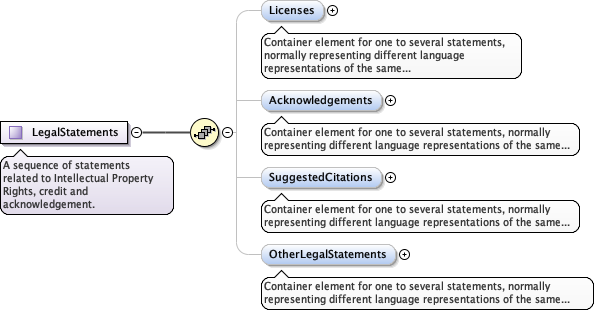 Licenses
Container element for one to several statements,
normally representing different language
representations of the same...
Acknowledgements
Container element for one to several statements, normally
representing different language representations of the same...
LegalStatements
A sequence of statements
related to Intellectual Property
Rights, credit and
acknowledgement.
SuggestedCitations
Container element for one to several statements, normally
representing different language representations of the same...
OtherLegalStatements
Container element for one to several statements, normally
representing different language representations of the same...